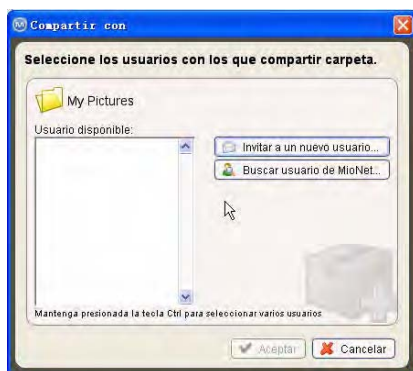 Compartir con
Seleccione los usuarios con los que compartir carpeta.
My Pictures
Usuario disponible:
Invitar a un nuevo usuario...
Buscar usuario de MioNet...
Mantenga presionada la tecla Ctrl para seleccionar varios usuarios
Aceptar
Cancelar